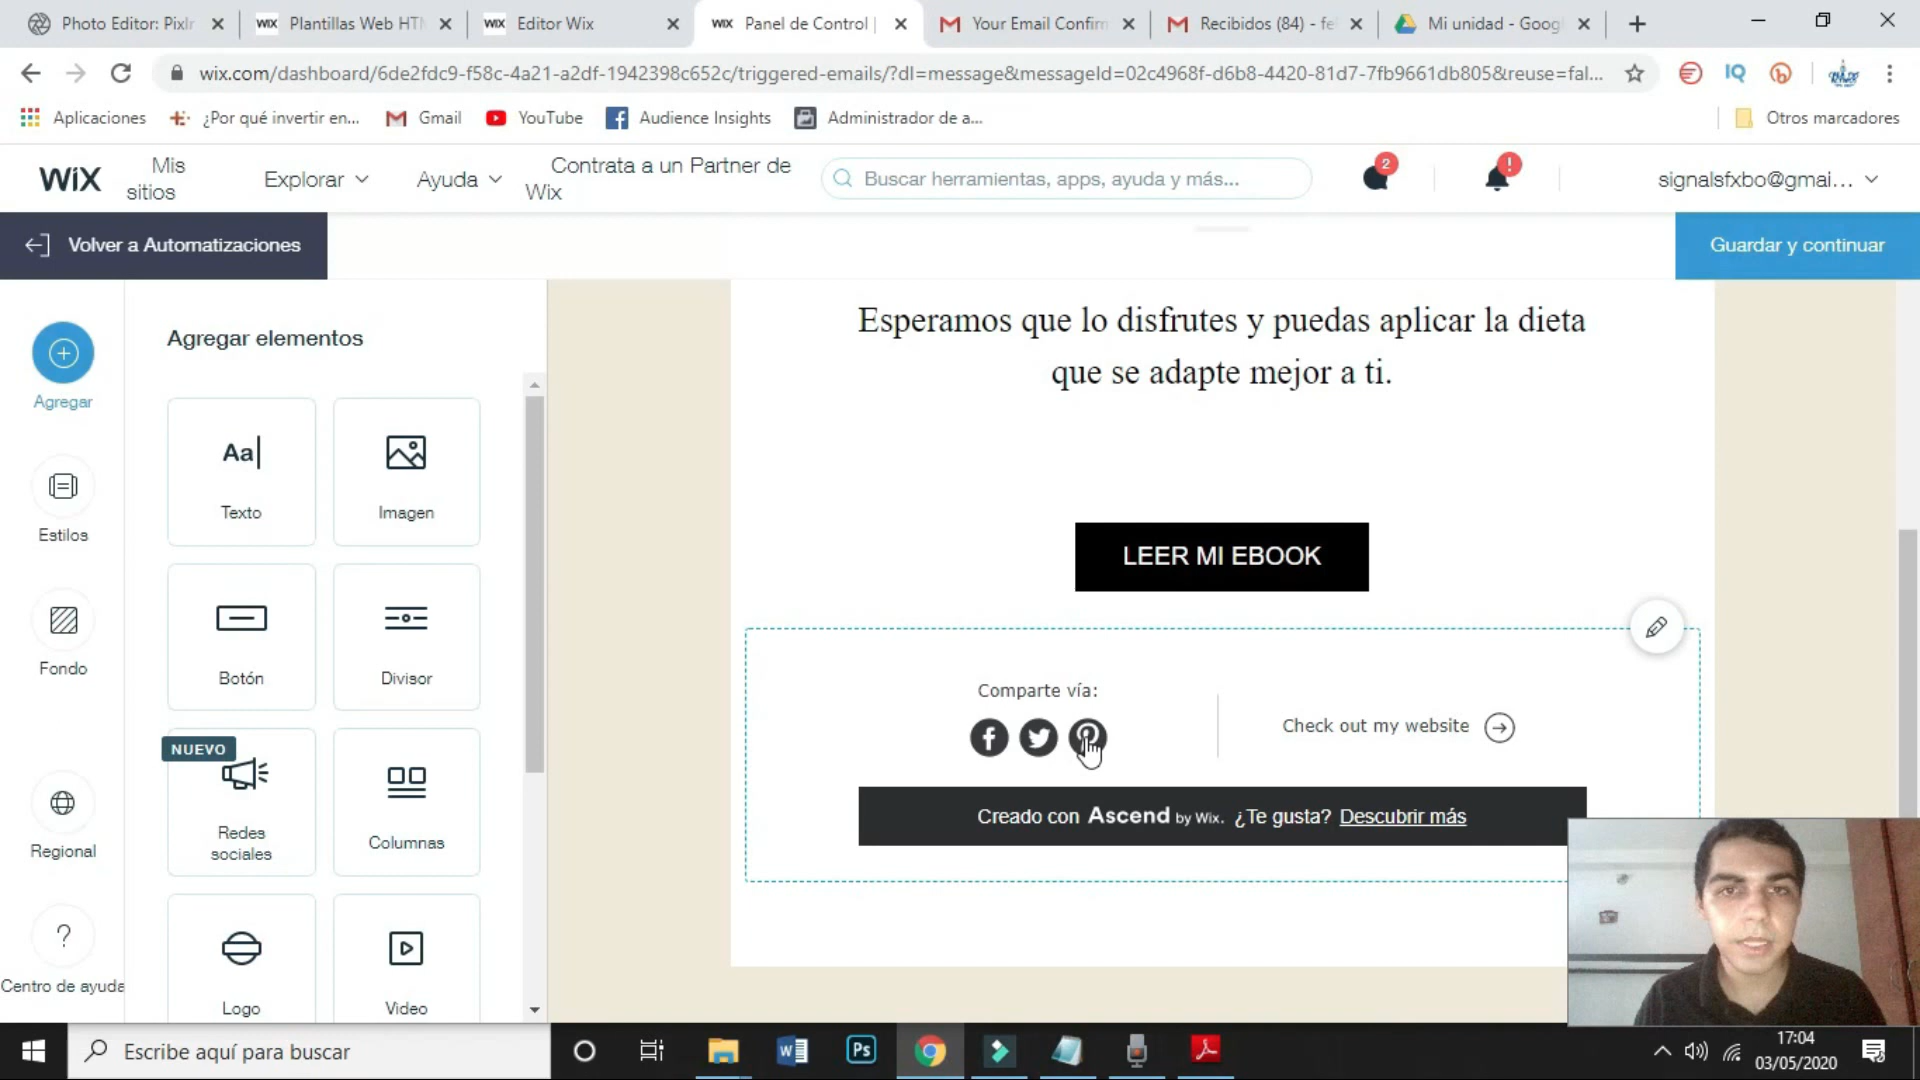 Photo Editor: Pixlr
WiX Plantillas Web HTM
WiX Editor Wix
WiX Panel de Control |
Your Email Confirm
Recibidos (84) - fe
Mi unidad - Goog
wix.com/dashboard/6de2fdc9-f58c-4a21-a2df-1942398c652c/triggered-emails/?dl=message&messageId=02c4968f-d6b8-4420-81d7-7fb9661db805&reuse=fal...
Aplicaciones
¿Por qué invertir en...
Gmail
YouTube
Audience Insights
Administrador de a...
Otros marcadores
WiX
Mis sitios
Explorar
Ayuda
Contrata a un Partner de Wix
Buscar herramientas, apps, ayuda y más...
2
!
signalsfxbo@gmai...
Volver a Automatizaciones
Guardar y continuar
Agregar
Estilos
Fondo
Regional
?
Centro de ayuda
Agregar elementos
Aa
Texto
Imagen
Botón
Divisor
NUEVO
Redes
sociales
Columnas
Logo
Video
Esperamos que lo disfrutes y puedas aplicar la dieta
que se adapte mejor a ti.
LEER MI EBOOK
Comparte vía:
Check out my website
Creado con Ascend by Wix. ¿Te gusta? Descubrir más
Escribe aquí para buscar
Ps
17:04
03/05/2020